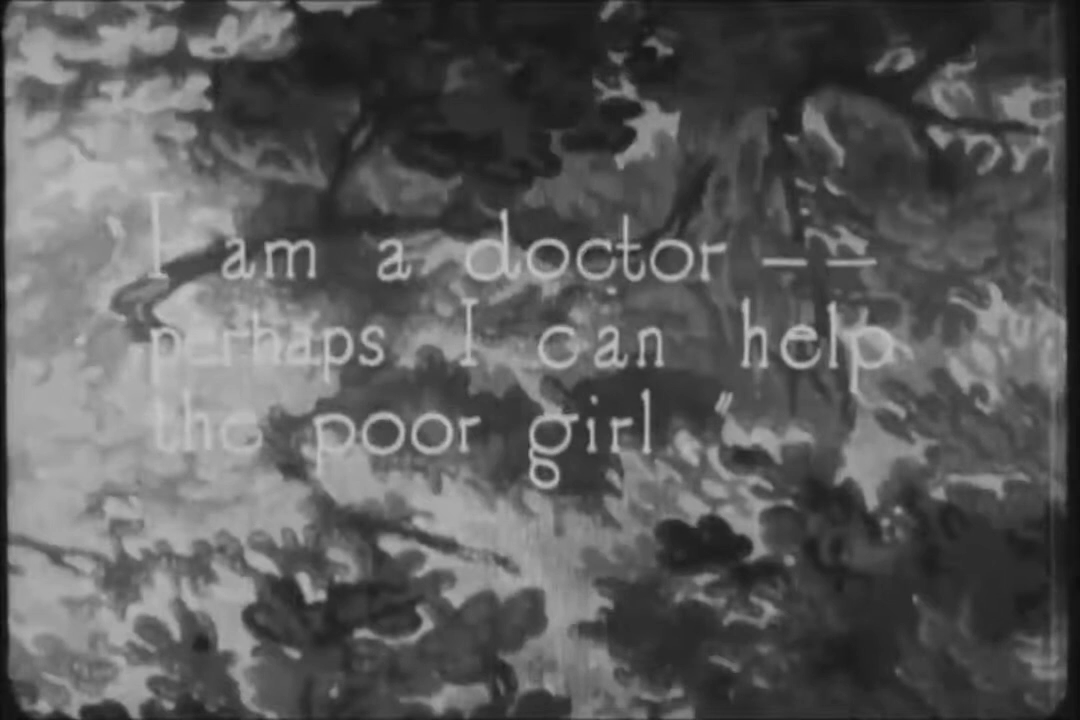 "I am a doctor — —
perhaps I can help
the poor girl"